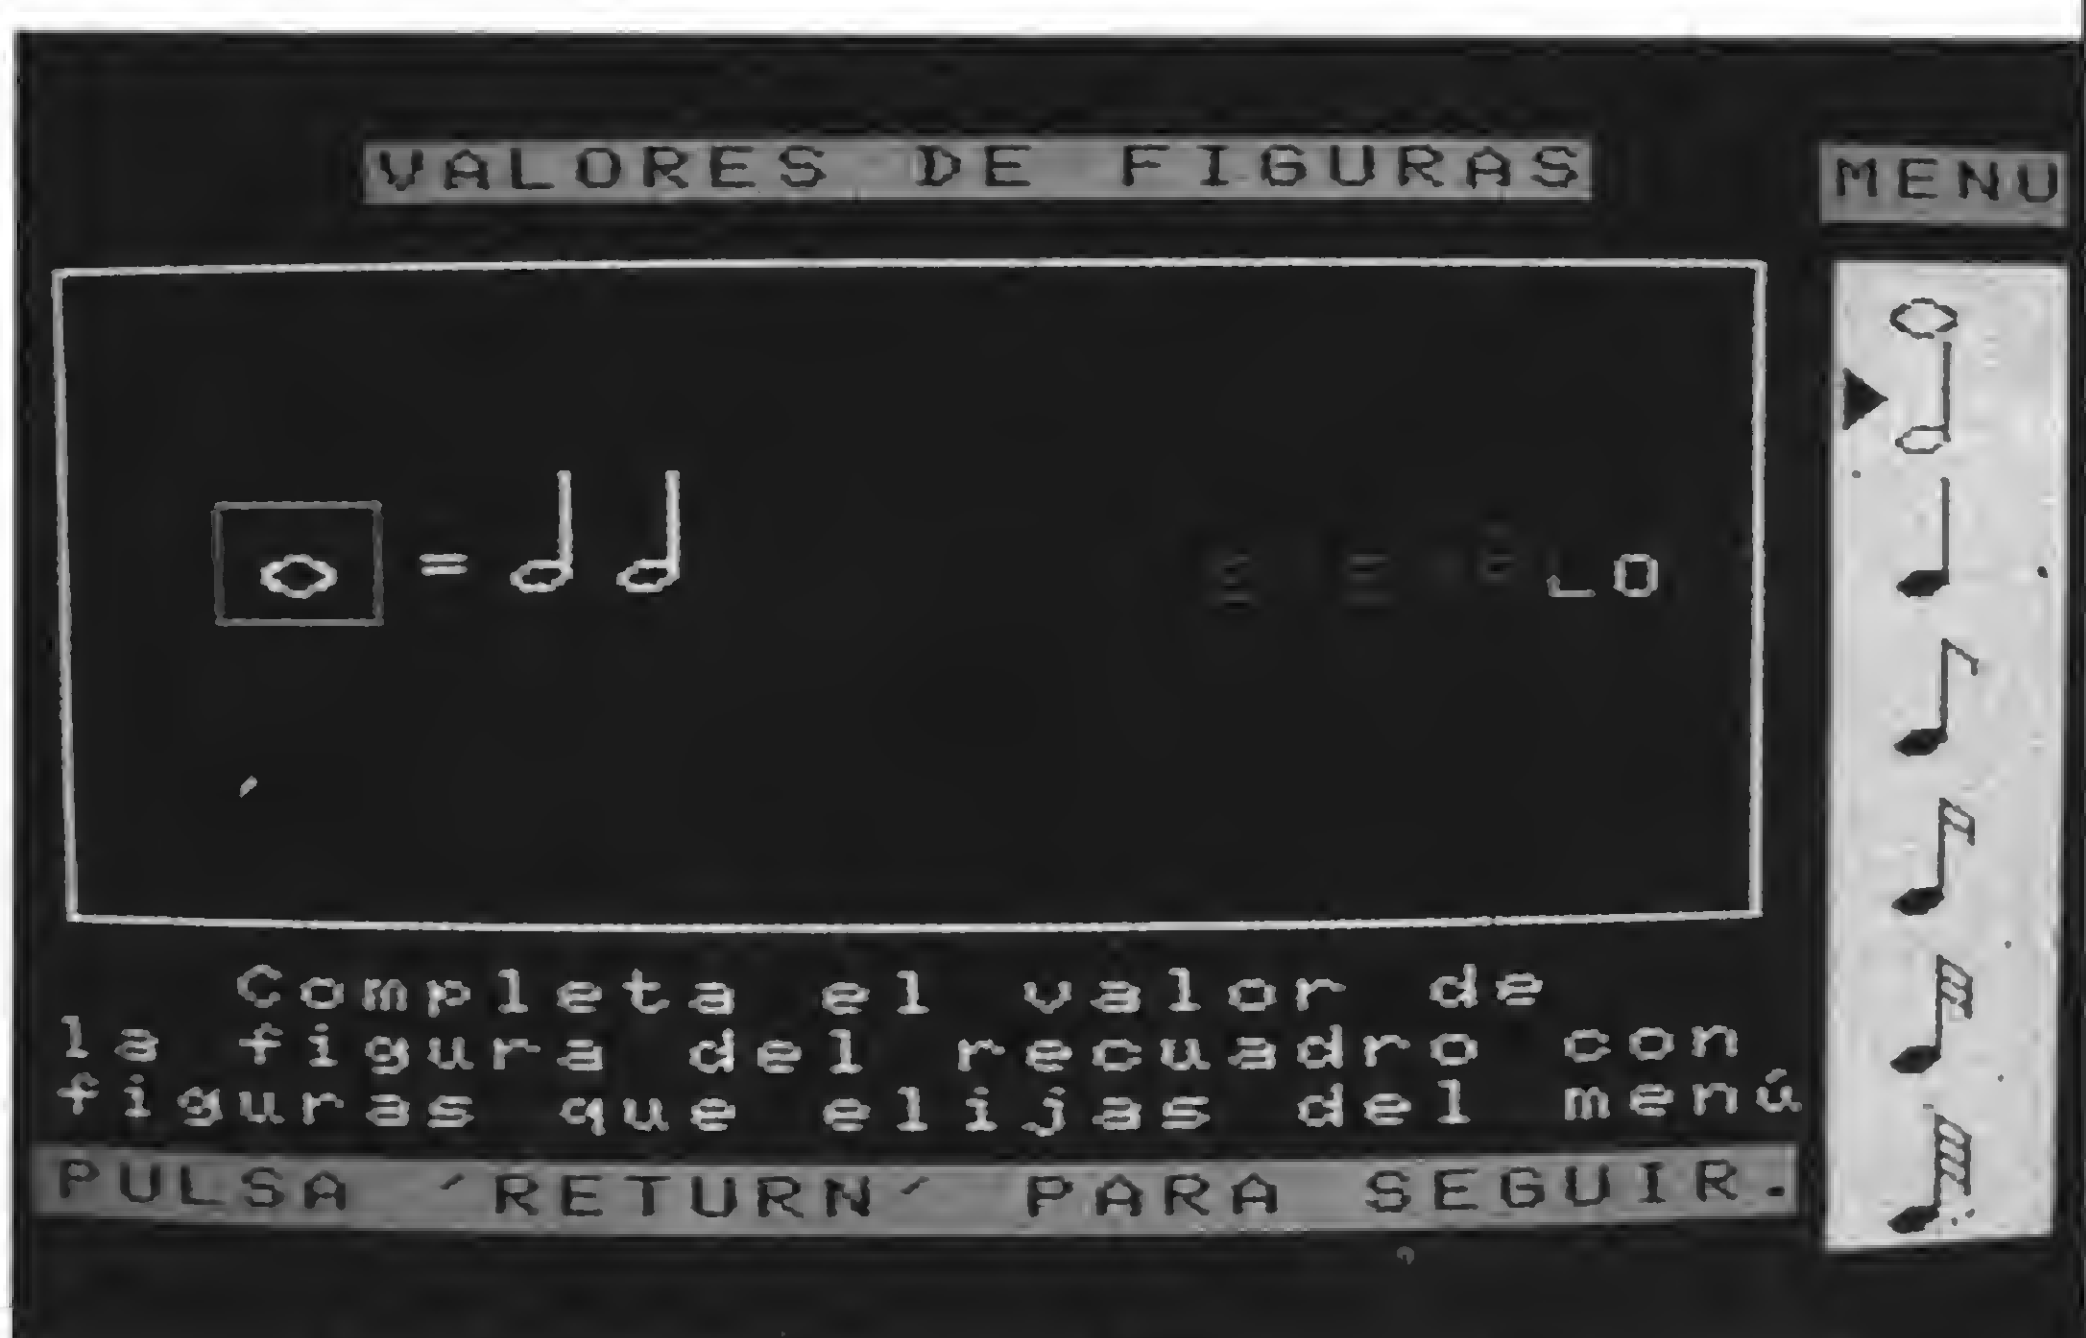 VALORES DE FIGURAS
MENU
Completa el valor de
la figura del recuadro con
figuras que elijas del menú
PULSA 'RETURN' PARA SEGUIR.